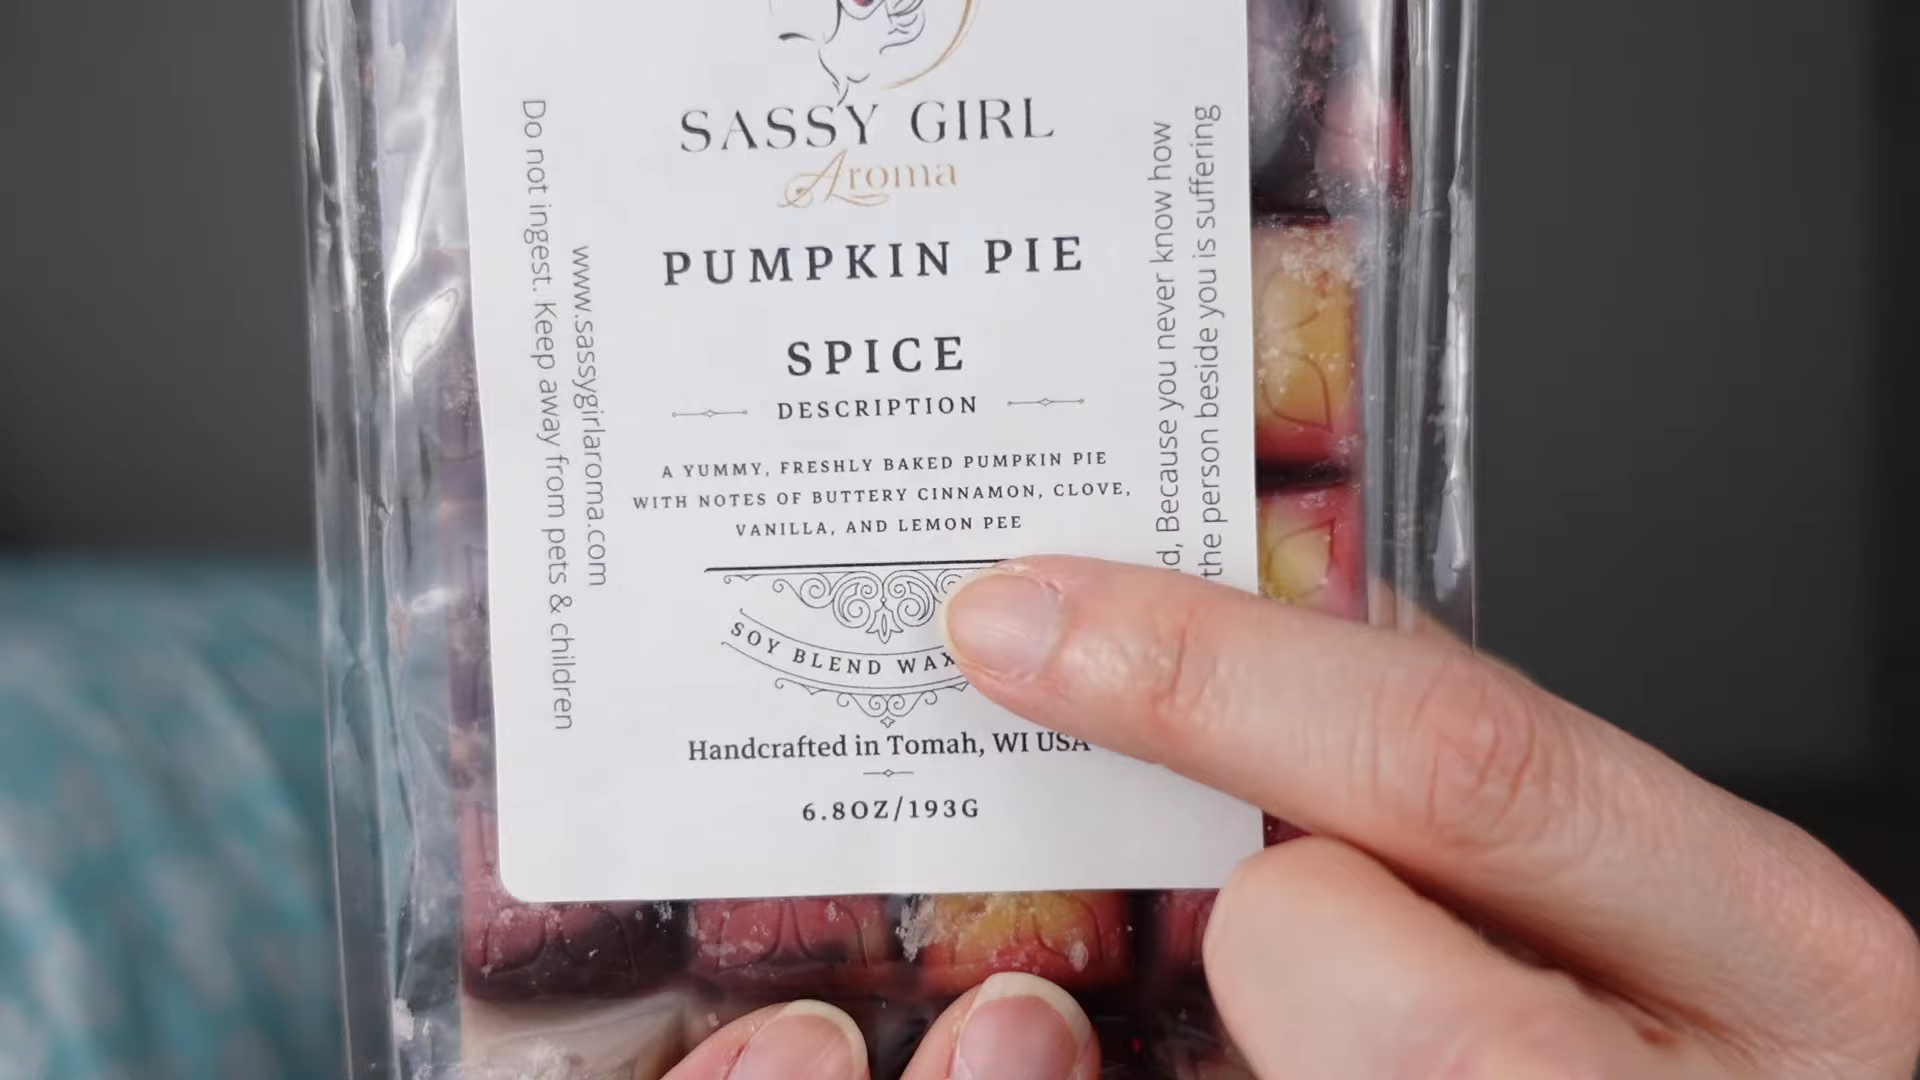 SASSY GIRL
Aroma
PUMPKIN PIE
SPICE
DESCRIPTION
A YUMMY, FRESHLY BAKED PUMPKIN PIE
WITH NOTES OF BUTTERY CINNAMON, CLOVE,
VANILLA, AND LEMON PEE
SOY BLEND WAX
Handcrafted in Tomah, WI USA
6.8OZ/193G
Do not ingest. Keep away from pets & children
www.sassygirlaroma.com
Because you never know how
the person beside you is suffering